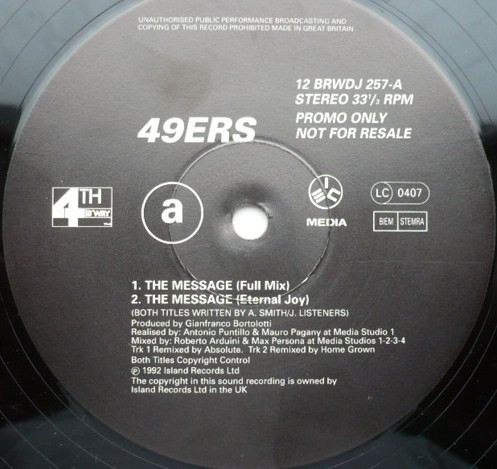 UNAUTHORISED PUBLIC PERFORMANCE BROADCASTING AND
COPYING OF THIS RECORD PROHIBITED MADE IN GREAT BRITAIN
12 BRWDJ 257-A
STEREO 33 1/3 RPM
PROMO ONLY
NOT FOR RESALE
49ERS
4TH
B'WAY
a
MEDIA
LC 0407
BIEM STEMRA
1. THE MESSAGE (Full Mix)
2. THE MESSAGE (Eternal Joy)
(BOTH TITLES WRITTEN BY A. SMITH/J. LISTENERS)
Produced by Gianfranco Bortolotti
Realised by: Antonio Puntillo & Mauro Pagany at Media Studio 1
Mixed by: Roberto Arduini & Max Persona at Media Studios 1-2-3-4
Trk 1 Remixed by Absolute. Trk 2 Remixed by Home Grown
Both Titles Copyright Control
℗ 1992 Island Records Ltd
The copyright in this sound recording is owned by
Island Records Ltd in the UK